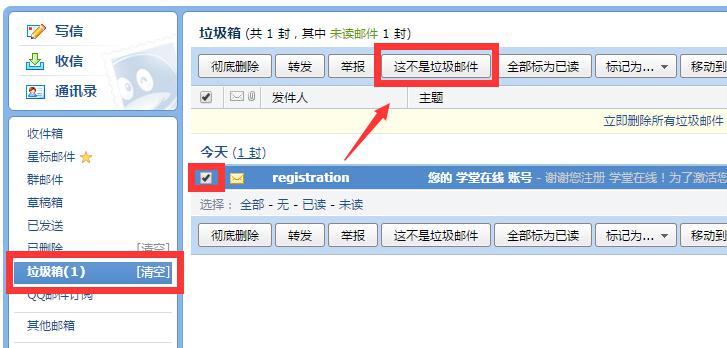 写信
收信
通讯录
收件箱
星标邮件
群邮件
草稿箱
已发送
已删除 [清空]
垃圾箱(1) [清空]
QQ邮件订阅
其他邮箱
垃圾箱 (共 1 封，其中 未读邮件 1 封)
彻底删除 转发 举报 这不是垃圾邮件 全部标为已读 标记为... 移动到
发件人 主题
立即删除所有垃圾邮件
今天 (1 封)
registration 您的 学堂在线 账号 - 谢谢您注册 学堂在线！为了激活您
选择： 全部 - 无 - 已读 - 未读
彻底删除 转发 举报 这不是垃圾邮件 全部标为已读 标记为... 移动到